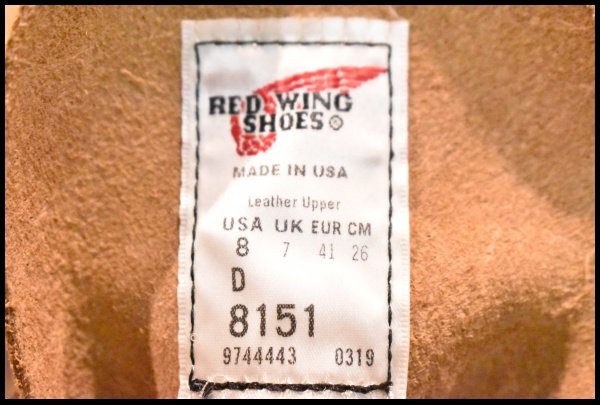 RED WING
SHOES®
MADE IN USA
Leather Upper
USA UK EUR CM
8 7 41 26
D
8151
9744443 0319